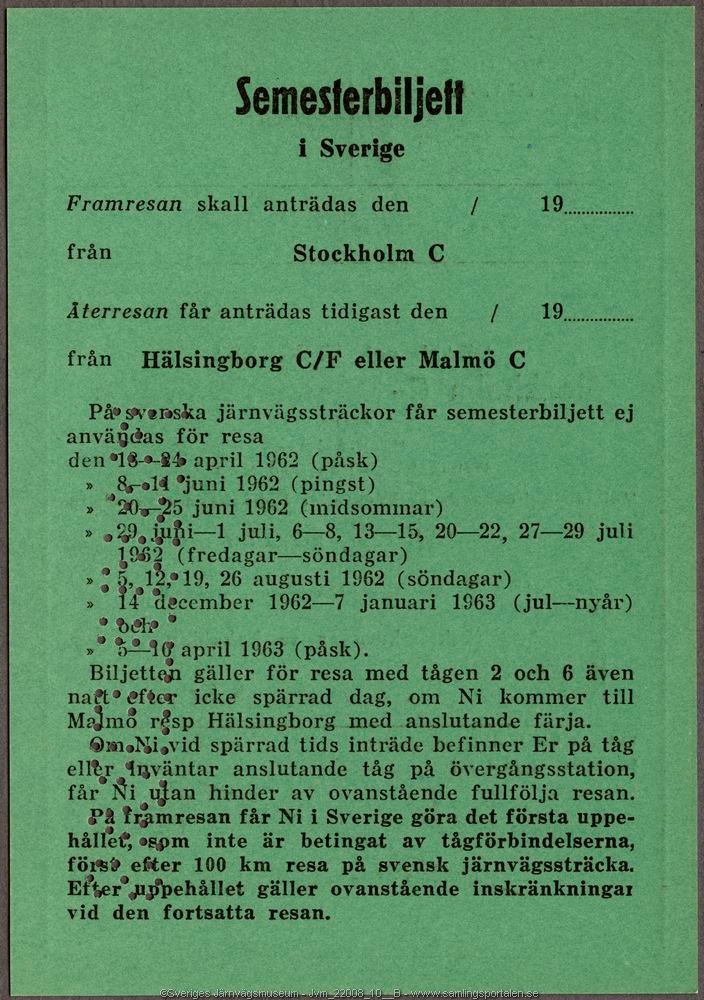 Semesterbiljett
i Sverige
Framresan skall anträdas den / 19
från Stockholm C
Återresan får anträdas tidigast den / 19
från Hälsingborg C/F eller Malmö C
På svenska järnvägssträckor får semesterbiljett ej
användas för resa
den 18—24 april 1962 (påsk)
» 8—11 juni 1962 (pingst)
» 20—25 juni 1962 (midsommar)
» 29 juni—1 juli, 6—8, 13—15, 20—22, 27—29 juli
1962 (fredagar—söndagar)
» 5, 12, 19, 26 augusti 1962 (söndagar)
» 14 december 1962—7 januari 1963 (jul—nyår)
och
» april 1963 (påsk).
Biljetten gäller för resa med tågen 2 och 6 även
natt efter icke spärrad dag, om Ni kommer till
Malmö resp Hälsingborg med anslutande färja.
Om Ni vid spärrad tids inträde befinner Er på tåg
eller inväntar anslutande tåg på övergångsstation,
får Ni utan hinder av ovanstående fullfölja resan.
På framresan får Ni i Sverige göra det första uppe-
hållet, som inte är betingat av tågförbindelserna,
först efter 100 km resa på svensk järnvägssträcka.
Efter uppehållet gäller ovanstående inskränkningar
vid den fortsatta resan.
©Sveriges Järnvägsmuseum - Jvm_22008_10__B - www.samlingsportalen.se